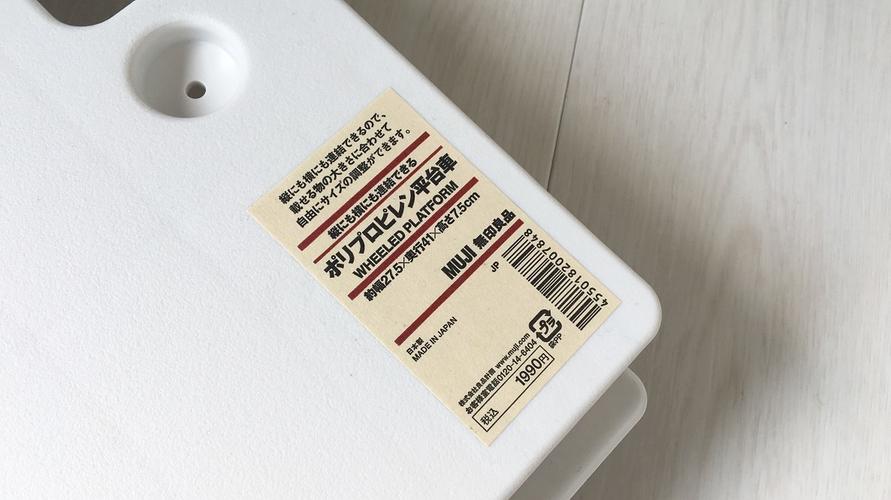 縦にも横にも連結できるので、
載せる物の大きさに合わせて
自由にサイズの調整ができます。
縦にも横にも連結できる
ポリプロピレン平台車
WHEELED PLATFORM
約幅27.5×奥行41×高さ7.5cm
MUJI 無印良品
JP
4550182007848
日本製
MADE IN JAPAN
プラ
袋:PP
株式会社良品計画 www.muji.com
お客様室電話0120-14-6404
税込 1990円